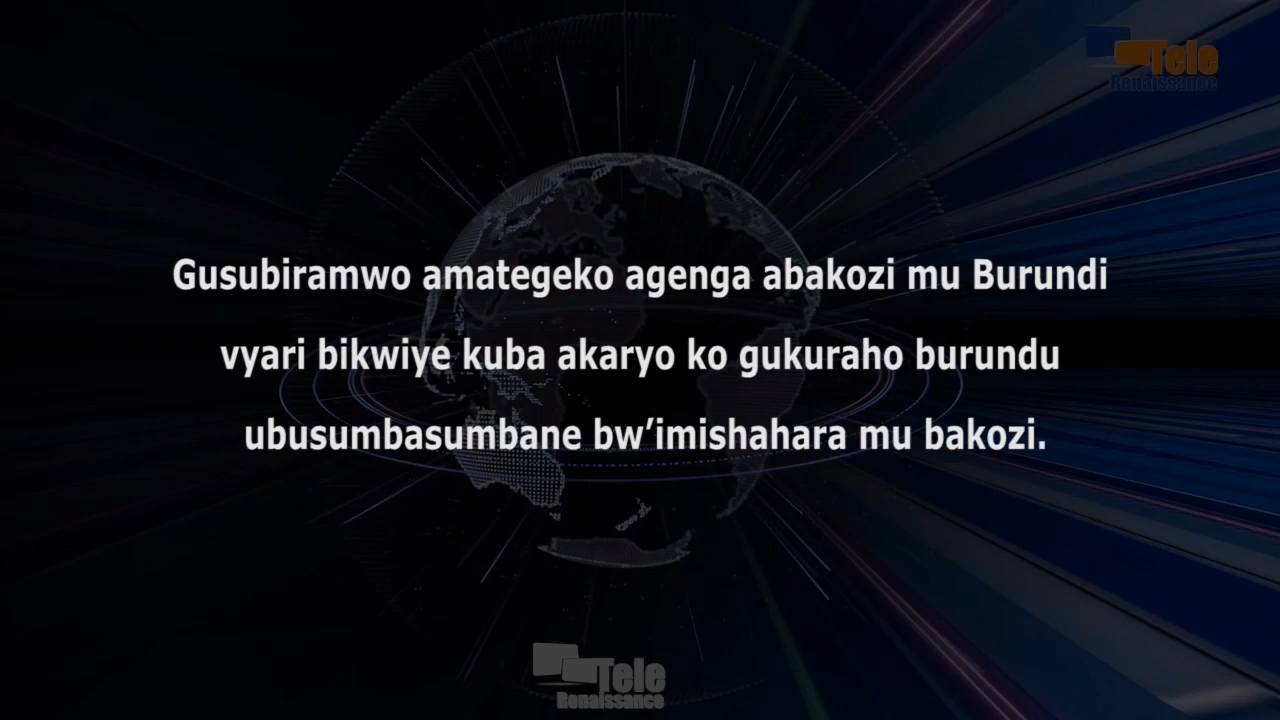 Tele
Renaissance
Gusubiramwo amategeko agenga abakozi mu Burundi
vyari bikwiye kuba akaryo ko gukuraho burundu
ubusumbasumbane bw’imishahara mu bakozi.
Tele
Renaissance